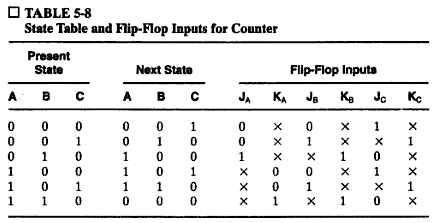 ☐ TABLE 5-8
State Table and Flip-Flop Inputs for Counter
Present State Next State Flip-Flop Inputs
A B C A B C J_A K_A J_B K_B J_C K_C
0 0 0 0 0 1 0 × 0 × 1 ×
0 0 1 0 1 0 0 × 1 × × 1
0 1 0 1 0 0 1 × × 1 0 ×
1 0 0 1 0 1 × 0 0 × 1 ×
1 0 1 1 1 0 × 0 1 × × 1
1 1 0 0 0 0 × 1 × 1 0 ×